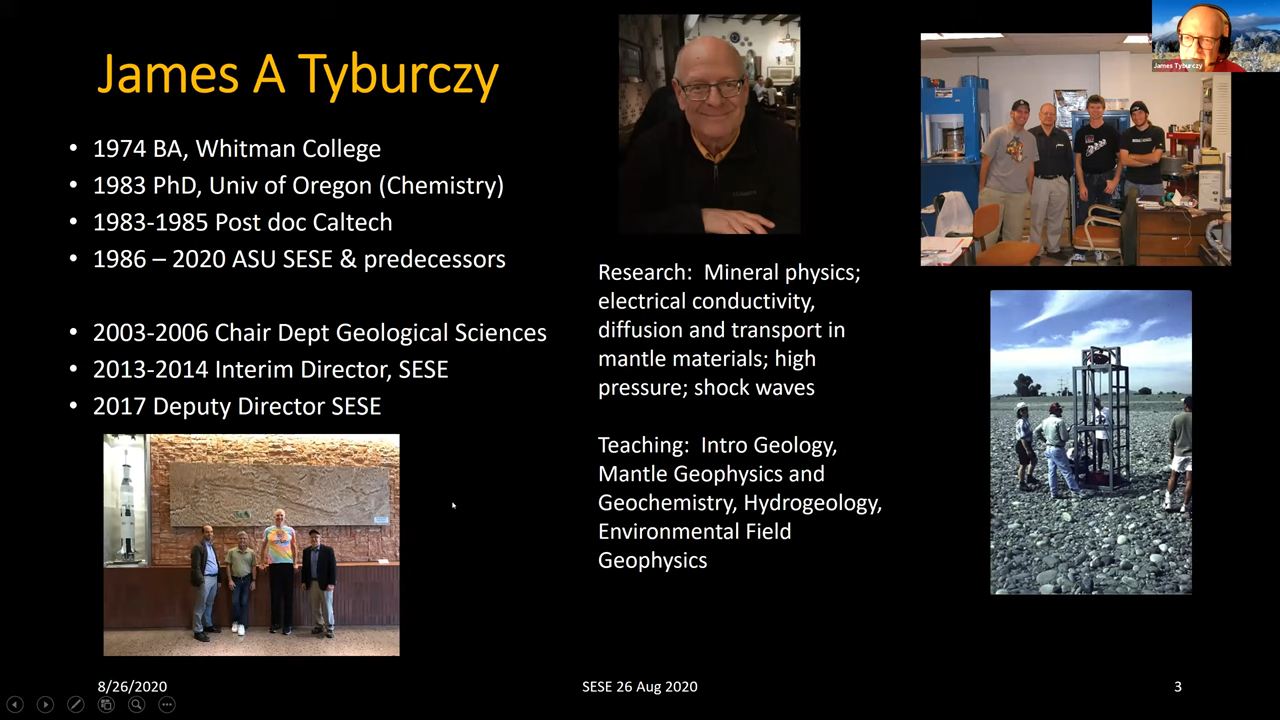 James A Tyburczy
• 1974 BA, Whitman College
• 1983 PhD, Univ of Oregon (Chemistry)
• 1983-1985 Post doc Caltech
• 1986 – 2020 ASU SESE & predecessors
• 2003-2006 Chair Dept Geological Sciences
• 2013-2014 Interim Director, SESE
• 2017 Deputy Director SESE
Research: Mineral physics;
electrical conductivity,
diffusion and transport in
mantle materials; high
pressure; shock waves
Teaching: Intro Geology,
Mantle Geophysics and
Geochemistry, Hydrogeology,
Environmental Field
Geophysics
James Tyburczy
8/26/2020
SESE 26 Aug 2020
3